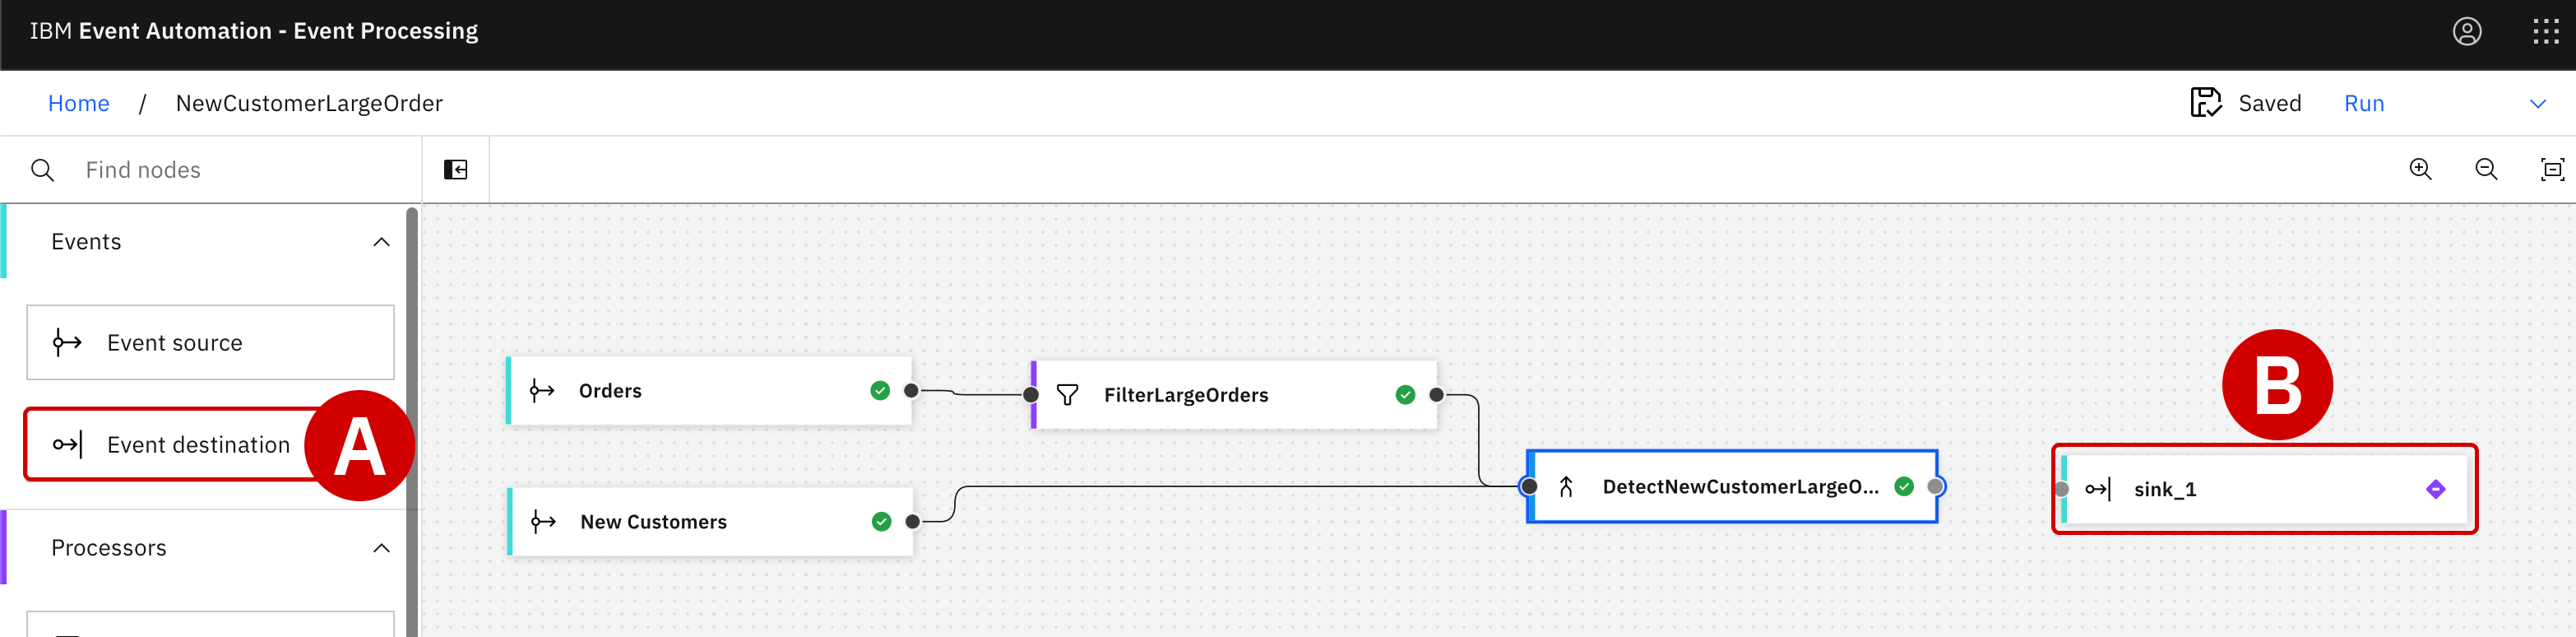 IBM Event Automation - Event Processing
Home / NewCustomerLargeOrder
Saved
Run
Find nodes
Events
Event source
Event destination
A
Processors
Orders
FilterLargeOrders
New Customers
DetectNewCustomerLargeO...
B
sink_1